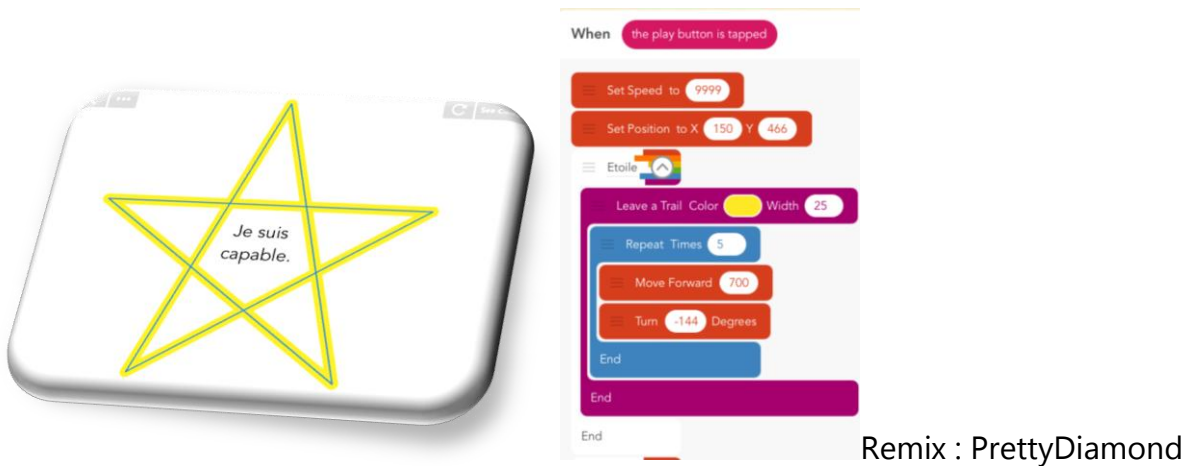 Je suis
capable.
When the play button is tapped
Set Speed to 9999
Set Position to X 150 Y 466
Etoile
Leave a Trail Color Width 25
Repeat Times 5
Move Forward 700
Turn -144 Degrees
End
End
End
Remix : PrettyDiamond